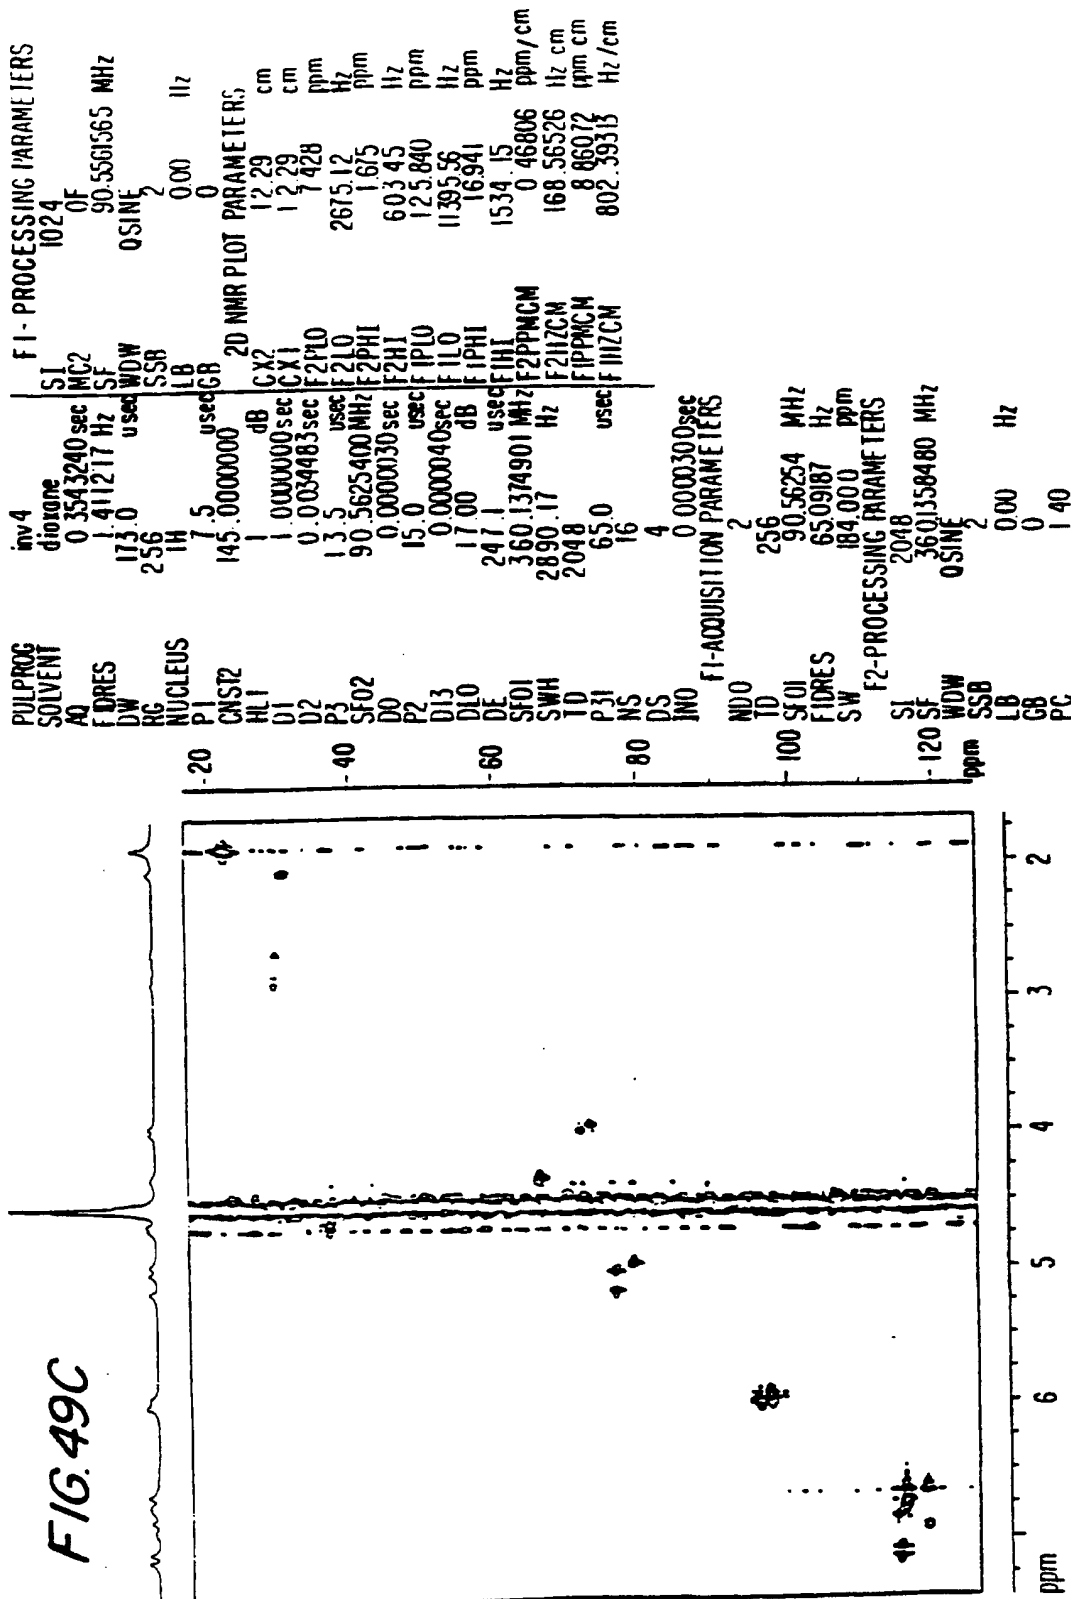 FIG.49C
ppm
6
5
4
3
2
20
40
60
80
100
120
ppm
PULPROG inv4
SOLVENT dioxane
AQ 0.3543240 sec
FIDRES 1.411217 Hz
DW 173.0 usec
RG 256
NUCLEUS 1H
P1 7.5 usec
CNST2 145.0000000
HL1 1 dB
D1 1.0000000 sec
D2 0.0034483 sec
P3 13.5 usec
SFO2 90.5625400 MHz
D0 0.0000030 sec
P2 15.0 usec
D13 0.0000040 sec
DLO 17.00 dB
DE 247.1 usec
SFO1 360.1374901 MHz
SWH 2890.17 Hz
TD 2048
P31 65.0 usec
NS 16
DS 4
IN0 0.0000300 sec
F1-ACQUISITION PARAMETERS
ND0 2
TD 256
SFO1 90.56254 MHz
FIDRES 65.09187 Hz
SW 184.000 ppm
F2-PROCESSING PARAMETERS
SI 2048
SF 360.1358480 MHz
WDW QSINE
SSB 2
LB 0.00 Hz
GB 0
PC 1.40
F1- PROCESSING PARAMETERS
SI 1024
MC2 QF
SF 90.5561565 MHz
WDW QSINE
SSB 2
LB 0.00 Hz
GB 0
2D NMR PLOT PARAMETERS
CX2 12.29 cm
CX1 12.29 cm
F2PLO 7.428 ppm
F2LO 2675.12 Hz
F2PHI 1.675 ppm
F2HI 603.45 Hz
F1PLO 125.840 ppm
F1LO 11395.56 Hz
F1PHI 16.941 ppm
F1HI 1534.15 Hz
F2PPMCM 0.46806 ppm/cm
F2HZCM 168.56526 Hz cm
F1PPMCM 8.86072 ppm cm
F1HZCM 802.39313 Hz/cm